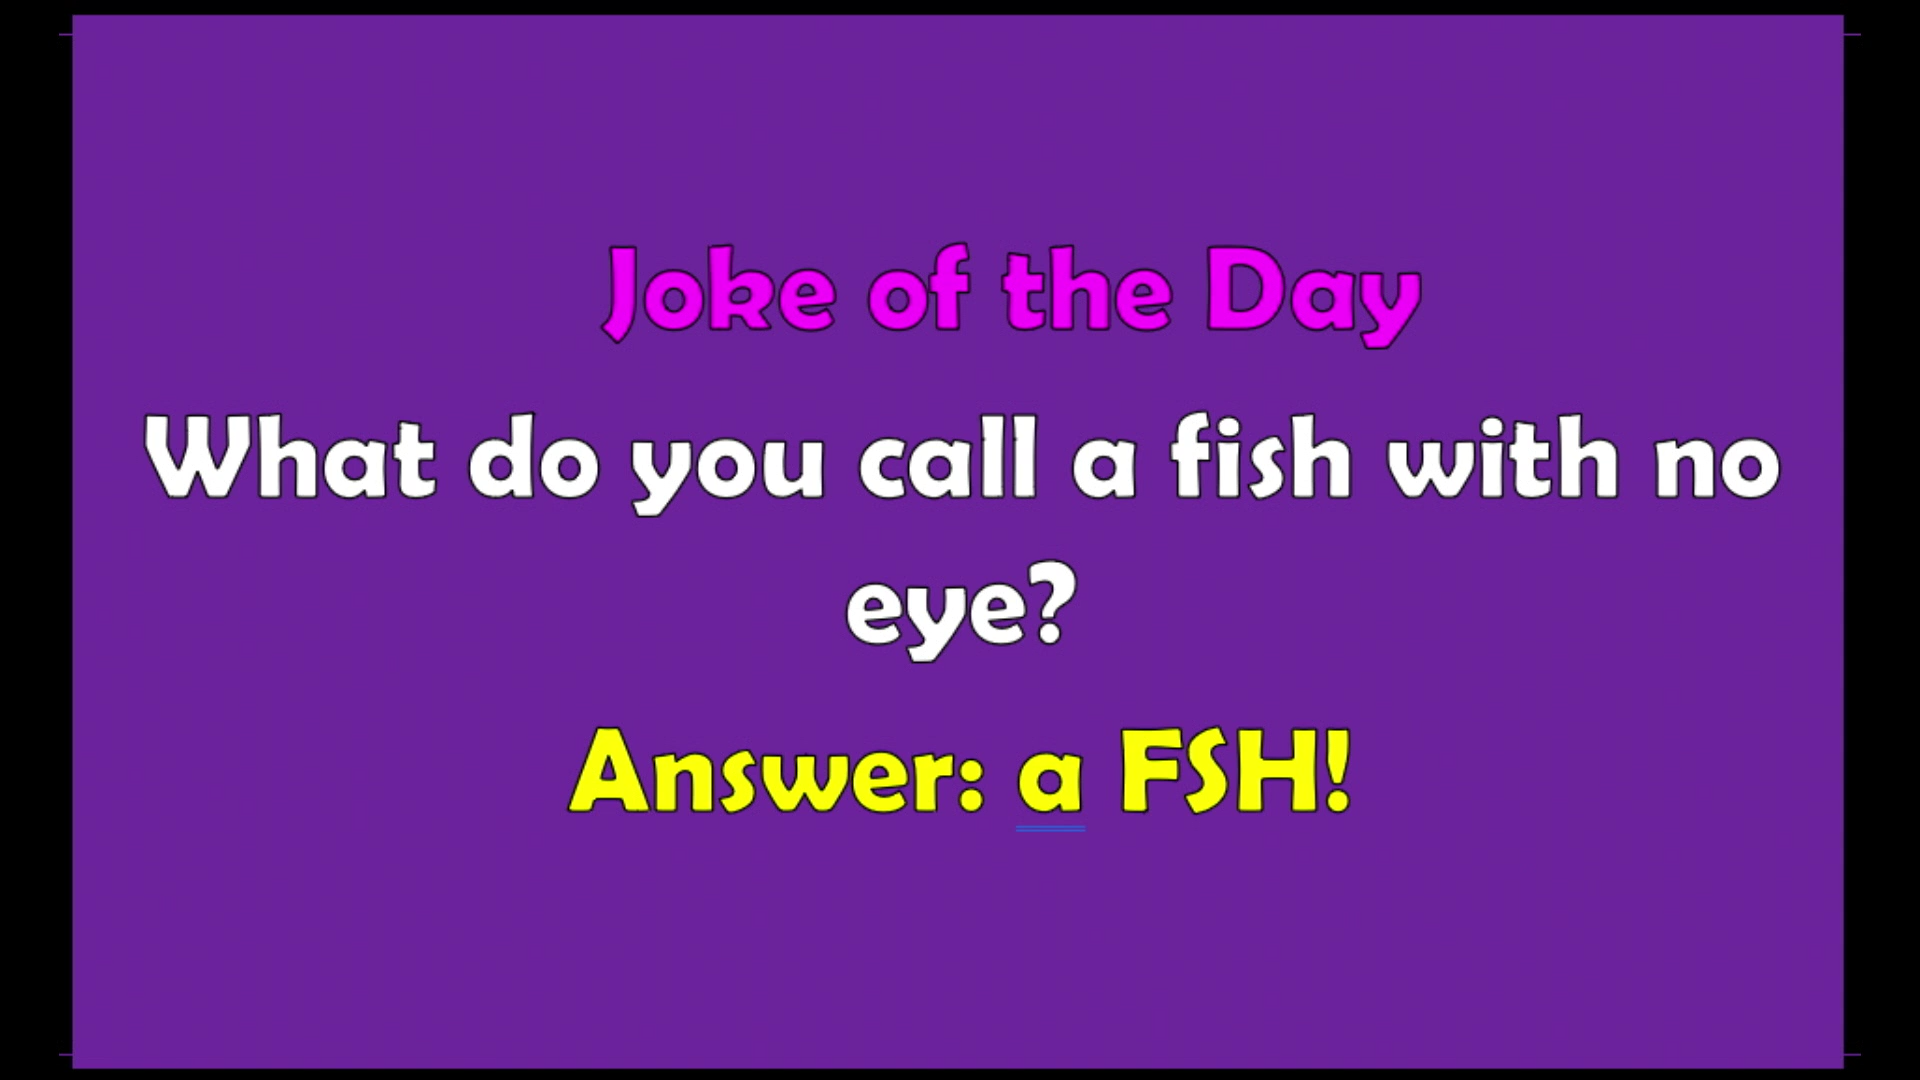 Joke of the Day
What do you call a fish with no
eye?
Answer: a FSH!